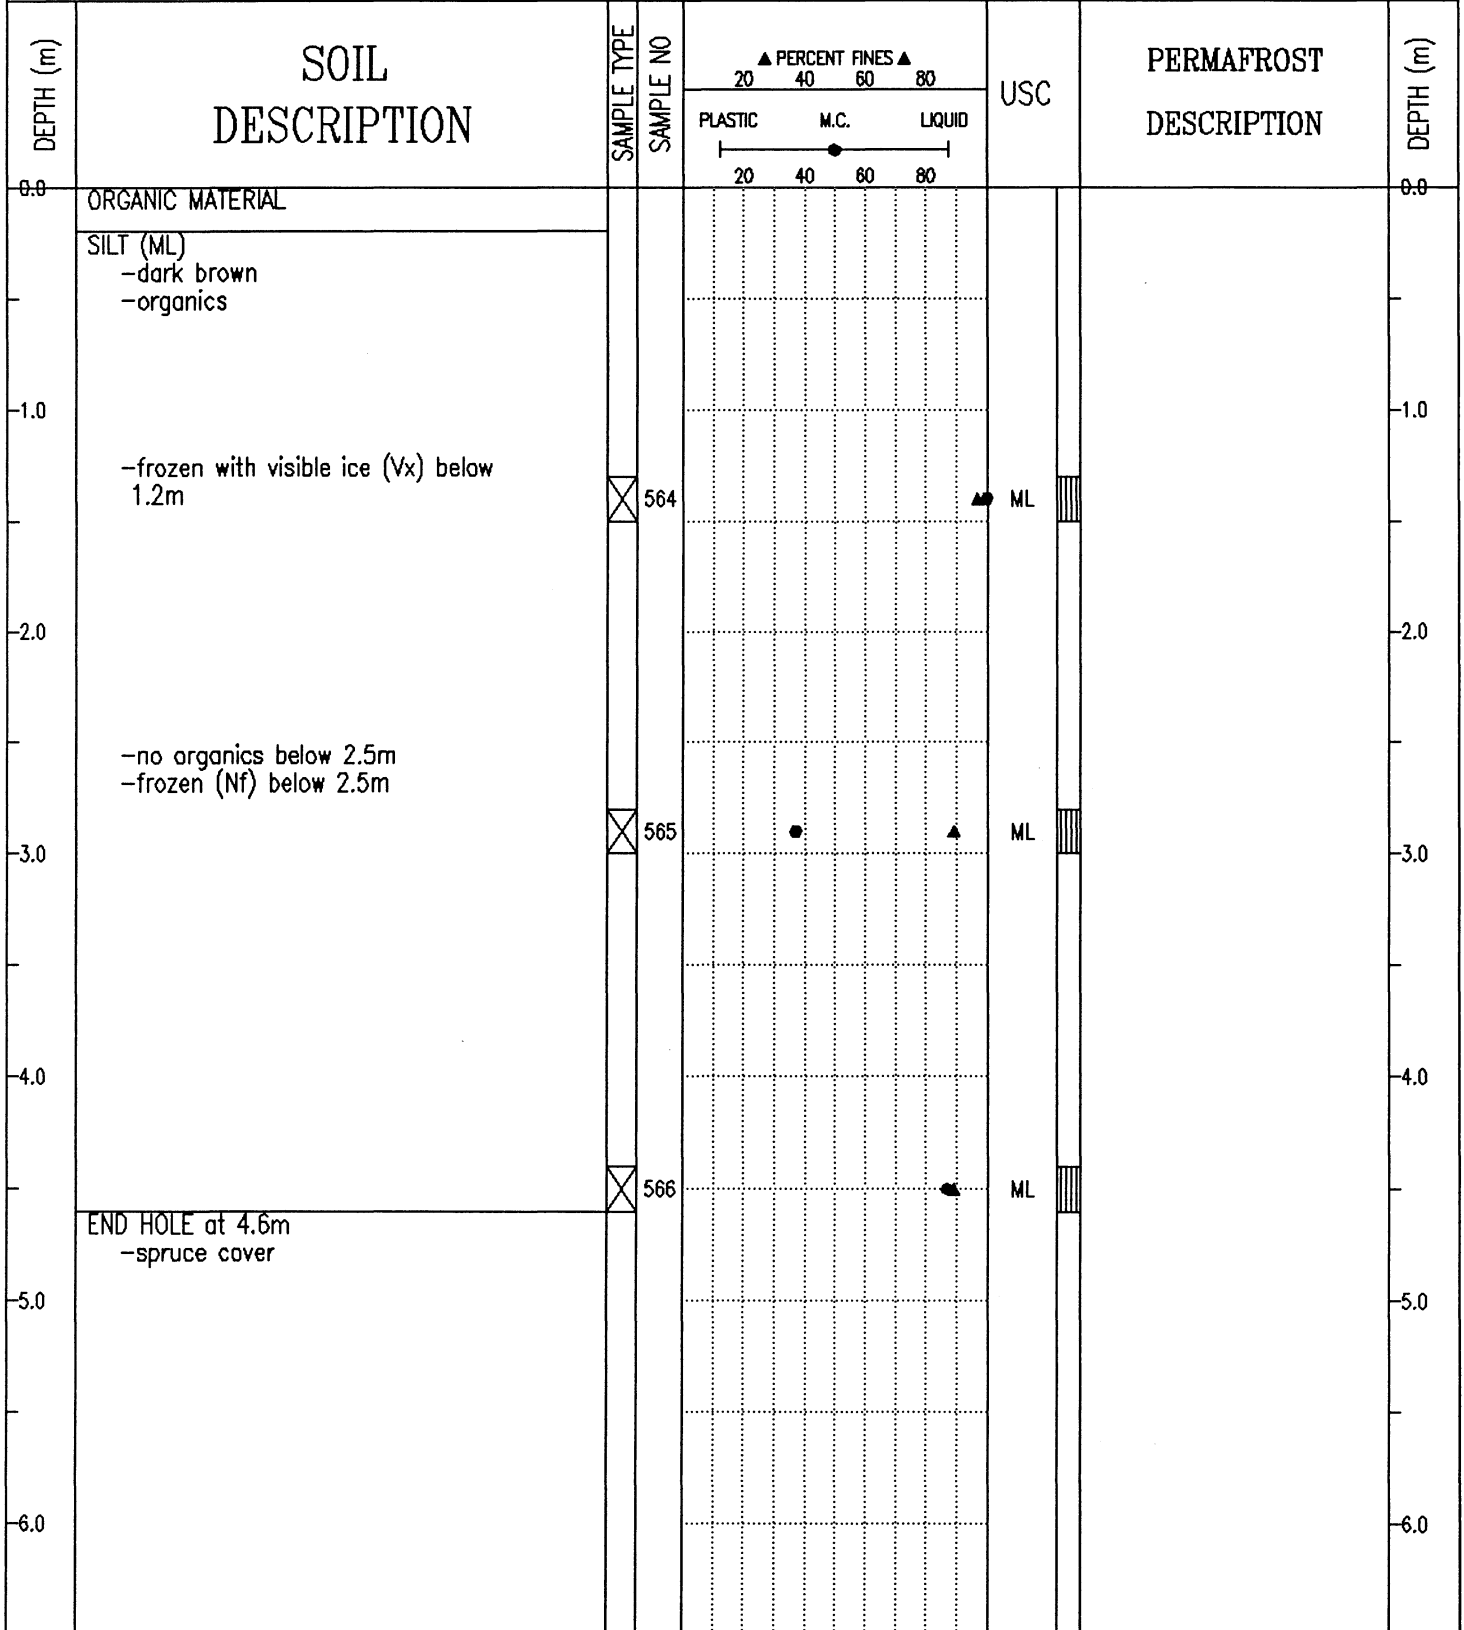 DEPTH (m)
SOIL
DESCRIPTION
SAMPLE TYPE
SAMPLE NO
▲ PERCENT FINES ▲
20 40 60 80
PLASTIC M.C. LIQUID
20 40 60 80
USC
PERMAFROST
DESCRIPTION
DEPTH (m)
0.0 0.0
ORGANIC MATERIAL
SILT (ML)
-dark brown
-organics
1.0 1.0
-frozen with visible ice (Vx) below
1.2m
564 ML
2.0 2.0
-no organics below 2.5m
-frozen (Nf) below 2.5m
565 ML
3.0 3.0
4.0 4.0
566 ML
END HOLE at 4.6m
-spruce cover
5.0 5.0
6.0 6.0